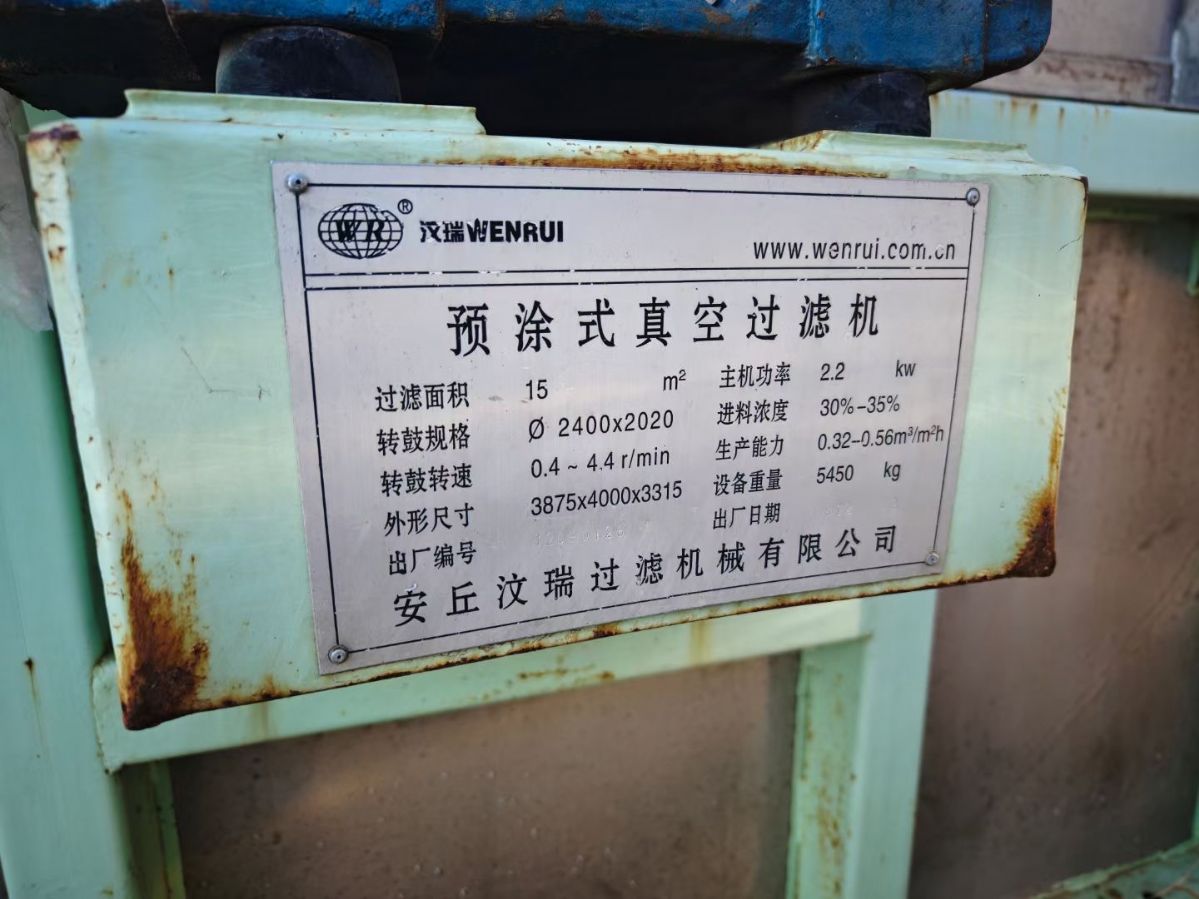 WR® 汶瑞WENRUI
www.wenrui.com.cn
预涂式真空过滤机
过滤面积 15 m² 主机功率 2.2 kw
转鼓规格 Ø 2400x2020 进料浓度 30%-35%
转鼓转速 0.4 ~ 4.4 r/min 生产能力 0.32-0.56m³/m²h
外形尺寸 3875x4000x3315 设备重量 5450 kg
出厂编号 出厂日期
安丘汶瑞过滤机械有限公司